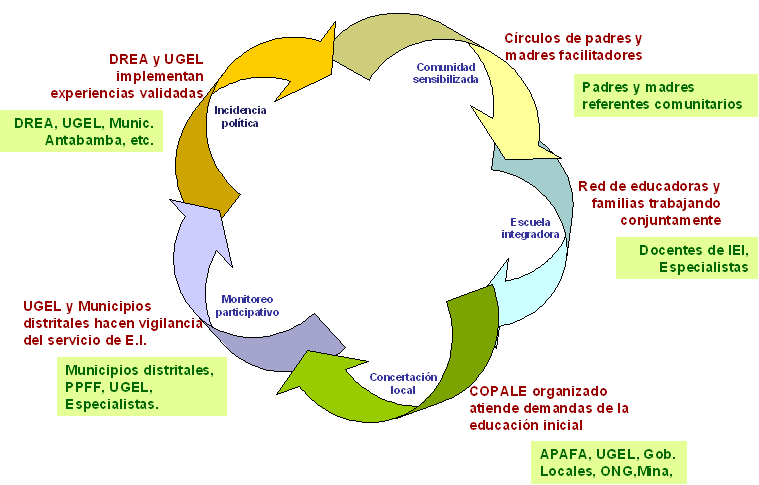 Círculos de padres y
madres facilitadores
Comunidad
sensibilizada
Padres y madres
referentes comunitarios
Red de educadoras y
familias trabajando
conjuntamente
Escuela
integradora
Docentes de IEI,
Especialistas
COPALE organizado
atiende demandas de la
educación inicial
Concertación
local
APAFA, UGEL, Gob.
Locales, ONG,Mina,
UGEL y Municipios
distritales hacen vigilancia
del servicio de E.I.
Monitoreo
participativo
Municipios distritales,
PPFF, UGEL,
Especialistas.
DREA y UGEL
implementan
experiencias validadas
Incidencia
política
DREA, UGEL, Munic.
Antabamba, etc.